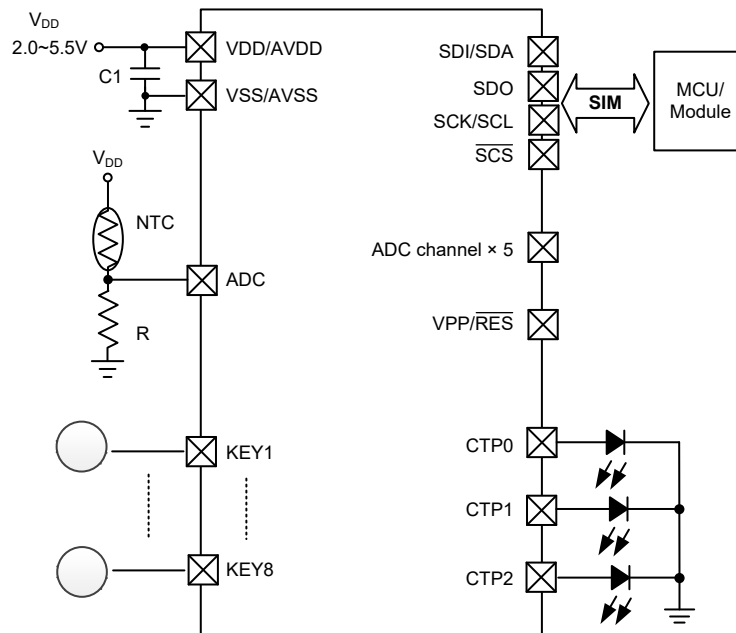 VDD
2.0~5.5V
C1
VDD/AVDD
VSS/AVSS
VDD
NTC
ADC
R
KEY1
KEY8
SDI/SDA
SDO
SCK/SCL
SCS
SIM
MCU/
Module
ADC channel × 5
VPP/RES
CTP0
CTP1
CTP2